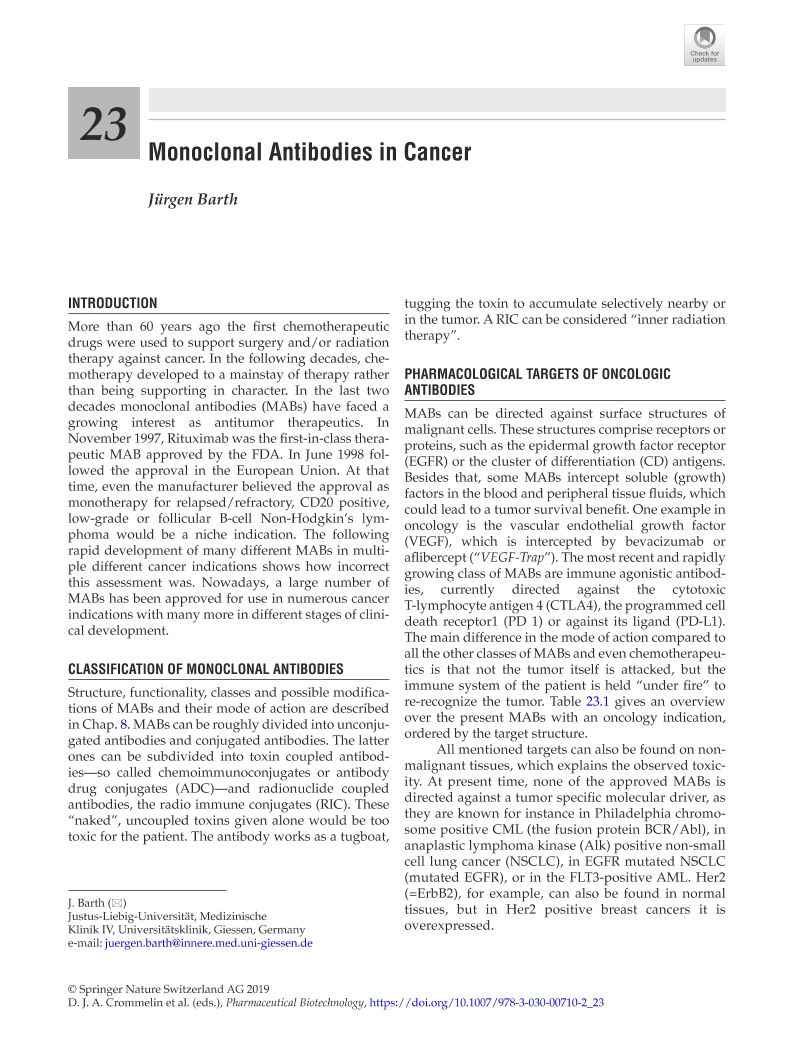 Check for
updates
23
Monoclonal Antibodies in Cancer
Jürgen Barth
INTRODUCTION
More than 60 years ago the first chemotherapeutic
drugs were used to support surgery and/or radiation
therapy against cancer. In the following decades, che-
motherapy developed to a mainstay of therapy rather
than being supporting in character. In the last two
decades monoclonal antibodies (MABs) have faced a
growing interest as antitumor therapeutics. In
November 1997, Rituximab was the first-in-class thera-
peutic MAB approved by the FDA. In June 1998 fol-
lowed the approval in the European Union. At that
time, even the manufacturer believed the approval as
monotherapy for relapsed/refractory, CD20 positive,
low-grade or follicular B-cell Non-Hodgkin's lym-
phoma would be a niche indication. The following
rapid development of many different MABs in multi-
ple different cancer indications shows how incorrect
this assessment was. Nowadays, a large number of
MABs has been approved for use in numerous cancer
indications with many more in different stages of clini-
cal development.
CLASSIFICATION OF MONOCLONAL ANTIBODIES
Structure, functionality, classes and possible modifica-
tions of MABs and their mode of action are described
in Chap. 8. MABs can be roughly divided into unconju-
gated antibodies and conjugated antibodies. The latter
ones can be subdivided into toxin coupled antibod-
ies—so called chemoimmunoconjugates or antibody
drug conjugates (ADC)—and radionuclide coupled
antibodies, the radio immune conjugates (RIC). These
"naked", uncoupled toxins given alone would be too
toxic for the patient. The antibody works as a tugboat,
J. Barth (✉)
Justus-Liebig-Universität, Medizinische
Klinik IV, Universitätsklinik, Giessen, Germany
e-mail: juergen.barth@innere.med.uni-giessen.de
tugging the toxin to accumulate selectively nearby or
in the tumor. A RIC can be considered "inner radiation
therapy".
PHARMACOLOGICAL TARGETS OF ONCOLOGIC
ANTIBODIES
MABs can be directed against surface structures of
malignant cells. These structures comprise receptors or
proteins, such as the epidermal growth factor receptor
(EGFR) or the cluster of differentiation (CD) antigens.
Besides that, some MABs intercept soluble (growth)
factors in the blood and peripheral tissue fluids, which
could lead to a tumor survival benefit. One example in
oncology is the vascular endothelial growth factor
(VEGF), which is intercepted by bevacizumab or
aflibercept ("VEGF-Trap"). The most recent and rapidly
growing class of MABs are immune agonistic antibod-
ies, currently directed against the cytotoxic
T-lymphocyte antigen 4 (CTLA4), the programmed cell
death receptor1 (PD 1) or against its ligand (PD-L1).
The main difference in the mode of action compared to
all the other classes of MABs and even chemotherapeu-
tics is that not the tumor itself is attacked, but the
immune system of the patient is held "under fire" to
re-recognize the tumor. Table 23.1 gives an overview
over the present MABs with an oncology indication,
ordered by the target structure.
All mentioned targets can also be found on non-
malignant tissues, which explains the observed toxic-
ity. At present time, none of the approved MABs is
directed against a tumor specific molecular driver, as
they are known for instance in Philadelphia chromo-
some positive CML (the fusion protein BCR/Abl), in
anaplastic lymphoma kinase (Alk) positive non-small
cell lung cancer (NSCLC), in EGFR mutated NSCLC
(mutated EGFR), or in the FLT3-positive AML. Her2
(=ErbB2), for example, can also be found in normal
tissues, but in Her2 positive breast cancers it is
overexpressed.
© Springer Nature Switzerland AG 2019
D. J. A. Crommelin et al. (eds.), Pharmaceutical Biotechnology, https://doi.org/10.1007/978-3-030-00710-2_23